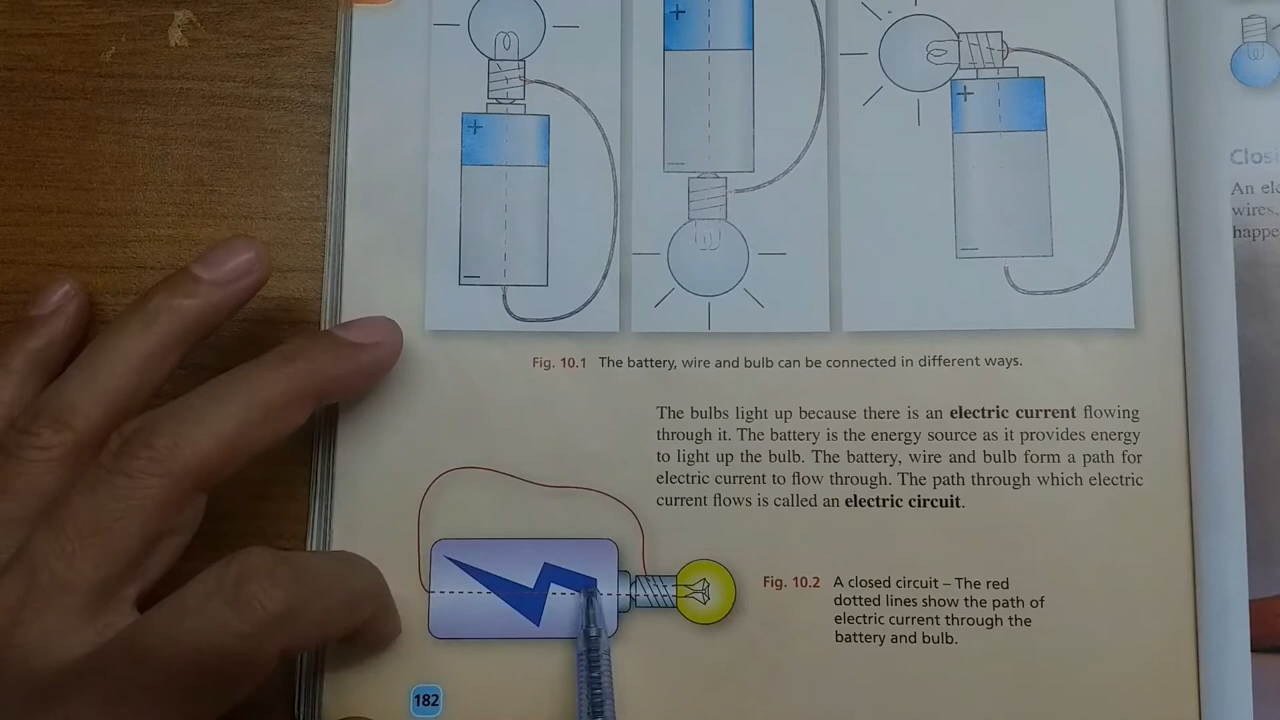 +
+
+
Fig. 10.1 The battery, wire and bulb can be connected in different ways.
The bulbs light up because there is an electric current flowing
through it. The battery is the energy source as it provides energy
to light up the bulb. The battery, wire and bulb form a path for
electric current to flow through. The path through which electric
current flows is called an electric circuit.
Fig. 10.2 A closed circuit – The red
dotted lines show the path of
electric current through the
battery and bulb.
182
An
wires,